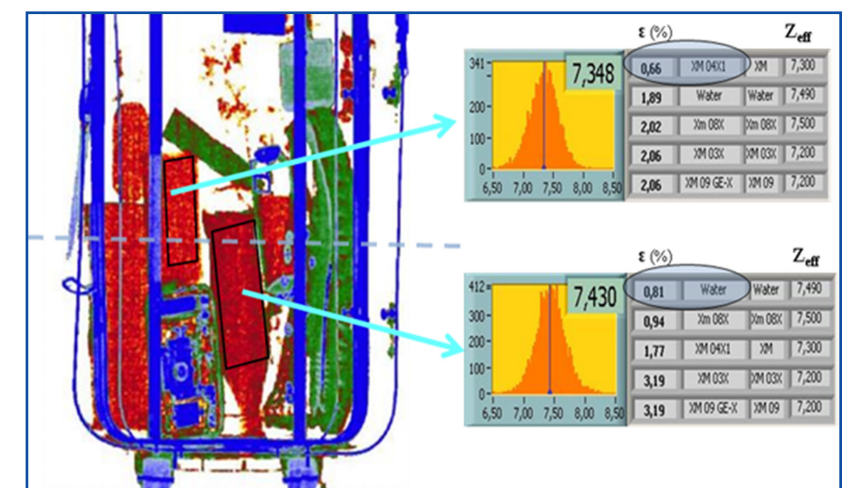 ε (%) Z eff
341
200
100
0
6,50 7,00 7,50 8,00 8,50
7,348
0,66 XM 04X1 XM 7,300
1,89 Water Water 7,490
2,02 Xm 08X Xm 08X 7,500
2,06 XM 03X XM 03X 7,200
2,06 XM 09 GE-X XM 09 7,200
ε (%) Z eff
412
300
200
100
0
6,50 7,00 7,50 8,00 8,50
7,430
0,81 Water Water 7,490
0,94 Xm 08X Xm 08X 7,500
1,77 XM 04X1 XM 7,300
3,19 XM 03X XM 03X 7,200
3,19 XM 09 GE-X XM 09 7,200